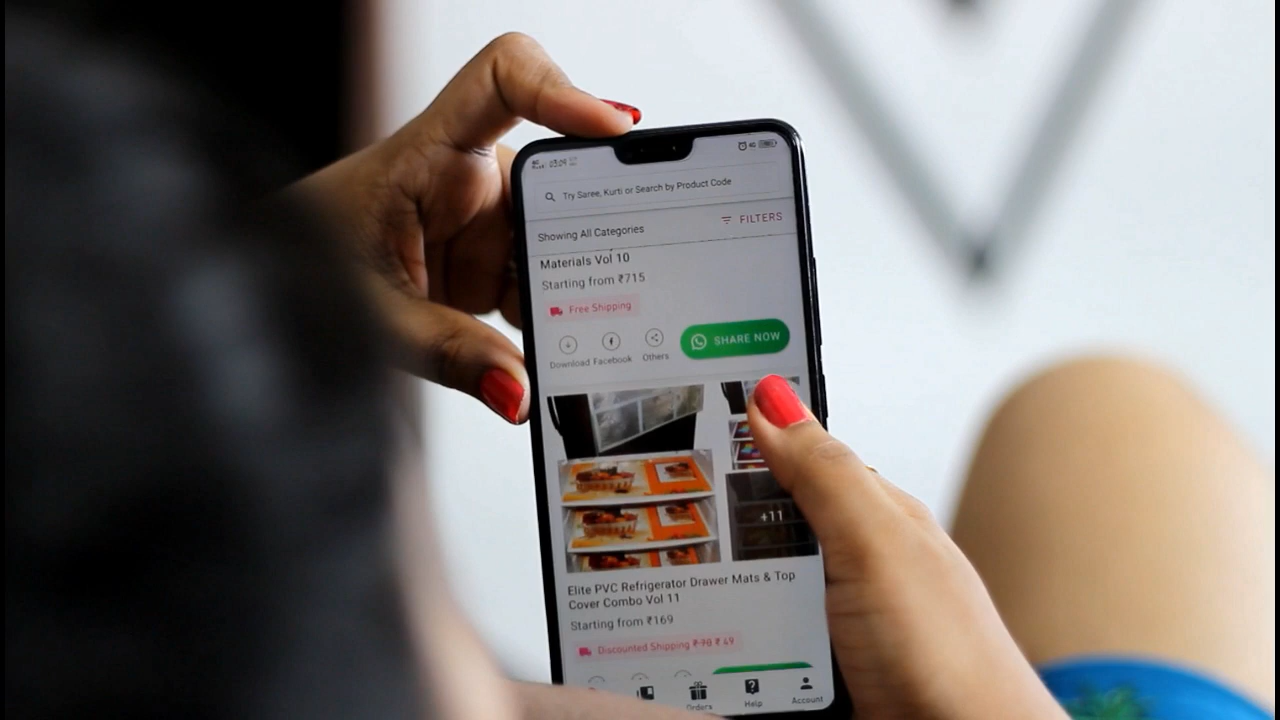 Try Saree, Kurti or Search by Product Code
Showing All Categories
FILTERS
Materials Vol 10
Starting from ₹715
Free Shipping
Download Facebook Others
SHARE NOW
+11
Elite PVC Refrigerator Drawer Mats & Top
Cover Combo Vol 11
Starting from ₹169
Discounted Shipping ₹ 70 ₹ 49
Orders Help Account